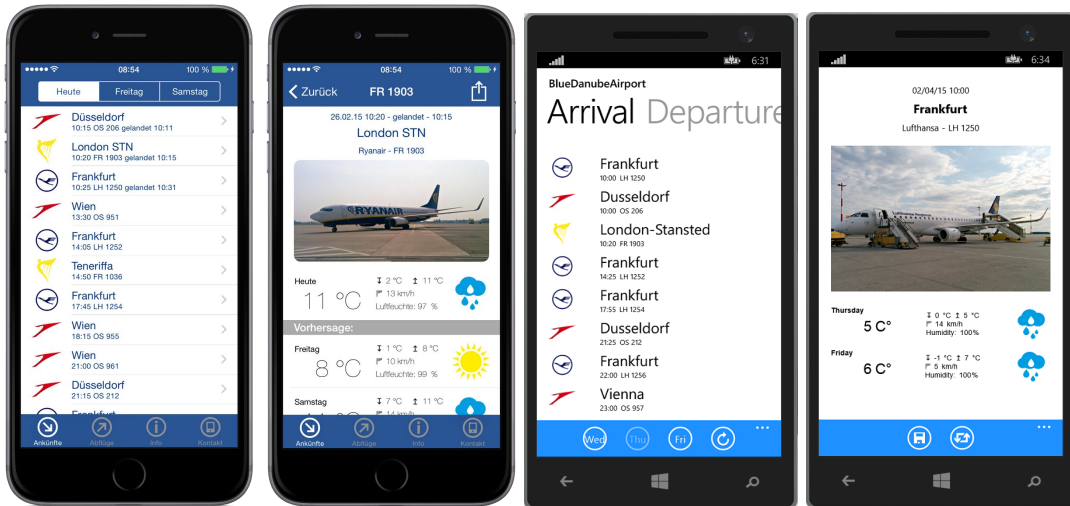 08:54
100 %
Heute
Freitag
Samstag
Düsseldorf
10:15 OS 206 gelandet 10:11
London STN
10:20 FR 1903 gelandet 10:15
Frankfurt
10:25 LH 1250 gelandet 10:31
Wien
13:30 OS 951
Frankfurt
14:05 LH 1252
Teneriffa
14:50 FR 1036
Frankfurt
17:45 LH 1254
Wien
18:15 OS 955
Wien
21:00 OS 961
Düsseldorf
21:15 OS 212
Frankfurt
Ankünfte
Abflüge
Info
Kontakt
08:54
100 %
Zurück
FR 1903
26.02.15 10:20 - gelandet - 10:15
London STN
Ryanair - FR 1903
RYANAIR
Heute
11 °C
2 °C 11 °C
13 km/h
Luftfeuchte: 97 %
Vorhersage:
Freitag
8 °C
1 °C 8 °C
10 km/h
Luftfeuchte: 99 %
Samstag
7 °C 11 °C
14 km/h
Ankünfte
Abflüge
Info
Kontakt
6:31
BlueDanubeAirport
Arrival Departure
Frankfurt
10:00 LH 1250
Dusseldorf
10:00 OS 206
London-Stansted
10:20 FR 1903
Frankfurt
14:25 LH 1252
Frankfurt
17:55 LH 1254
Dusseldorf
21:25 OS 212
Frankfurt
22:00 LH 1256
Vienna
23:00 OS 957
Wed
Thu
Fri
6:34
02/04/15 10:00
Frankfurt
Lufthansa - LH 1250
Thursday
5 C°
0 °C 5 °C
14 km/h
Humidity: 100%
Friday
6 C°
-1 °C 7 °C
5 km/h
Humidity: 100%